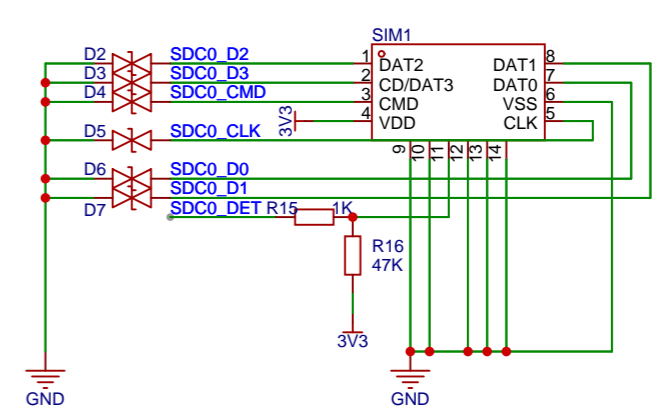 SIM1
D2 SDC0_D2 1 DAT2 DAT1 8
D3 SDC0_D3 2 CD/DAT3 DAT0 7
D4 SDC0_CMD 3 CMD VSS 6
3V3 4 VDD CLK 5
D5 SDC0_CLK
9 10 11 12 13 14
D6 SDC0_D0
SDC0_D1
D7 SDC0_DET R15 1K
R16
47K
3V3
GND GND